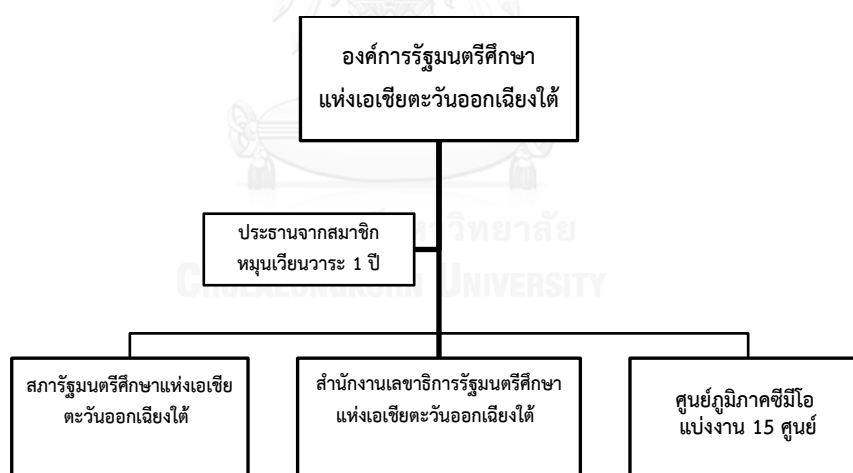 องค์การรัฐมนตรีศึกษา
แห่งเอเชียตะวันออกเฉียงใต้
ประธานจากสมาชิก
หมุนเวียนวาระ 1 ปี
วิทยาลัย
UNIVERSITY
สภารัฐมนตรีศึกษาแห่งเอเชีย
ตะวันออกเฉียงใต้
สำนักงานเลขาธิการรัฐมนตรีศึกษา
แห่งเอเชียตะวันออกเฉียงใต้
ศูนย์ภูมิภาคซีมีโอ
แบ่งงาน 15 ศูนย์